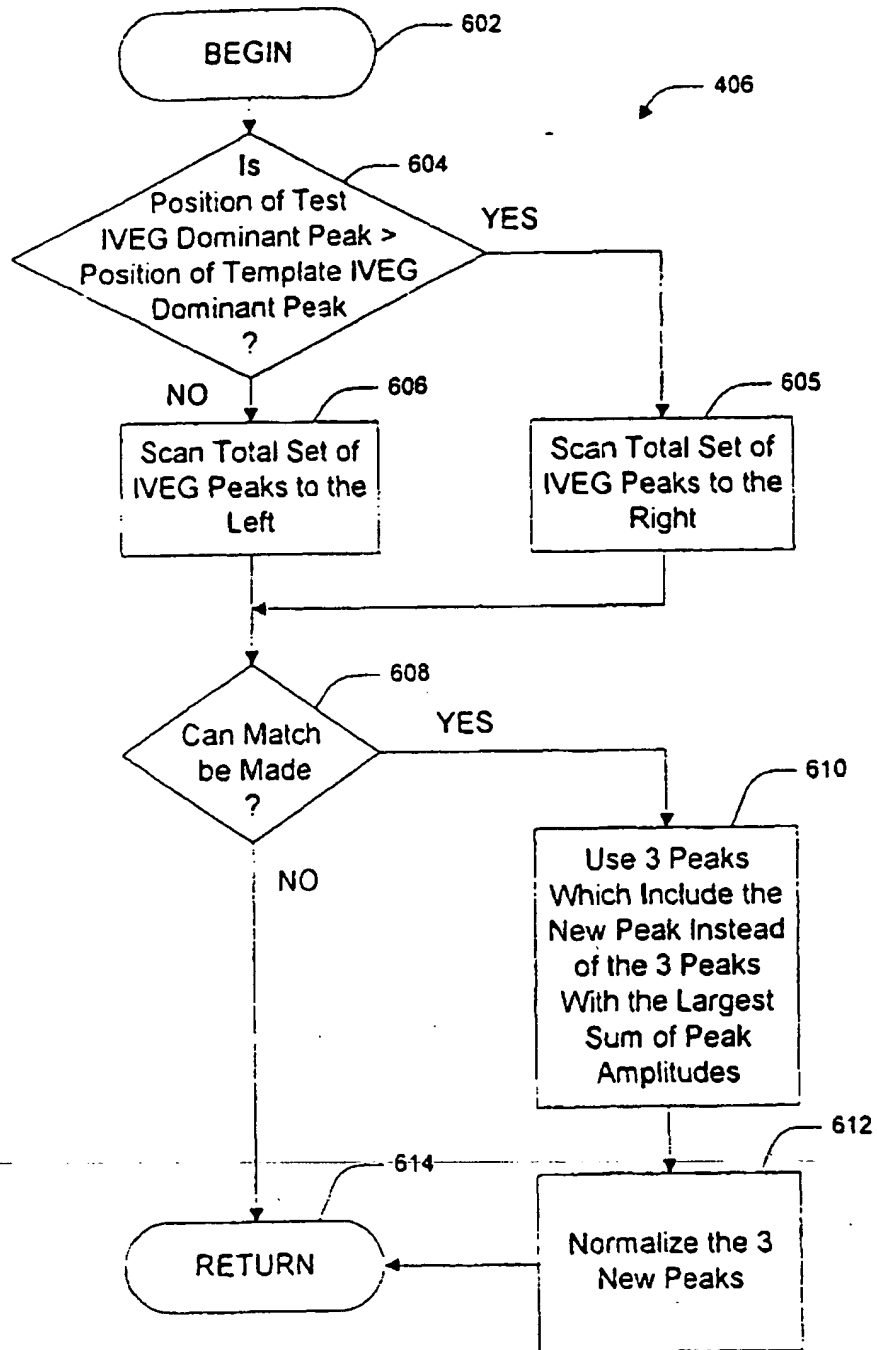 602
BEGIN
406
604
Is
Position of Test
IVEG Dominant Peak >
Position of Template IVEG
Dominant Peak
?
YES
NO
606
Scan Total Set of
IVEG Peaks to the
Left
605
Scan Total Set of
IVEG Peaks to the
Right
608
Can Match
be Made
?
YES
NO
610
Use 3 Peaks
Which Include the
New Peak Instead
of the 3 Peaks
With the Largest
Sum of Peak
Amplitudes
612
Normalize the 3
New Peaks
614
RETURN